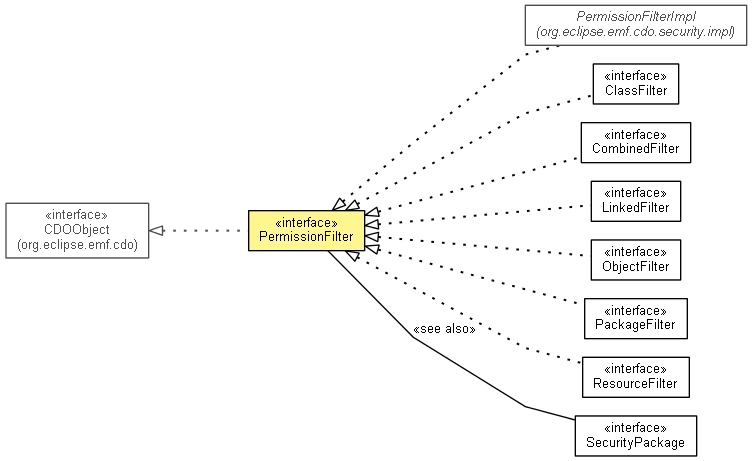 PermissionFilterImpl
(org.eclipse.emf.cdo.security.impl)
«interface»
ClassFilter
«interface»
CombinedFilter
«interface»
LinkedFilter
«interface»
CDOObject
(org.eclipse.emf.cdo)
«interface»
PermissionFilter
«interface»
ObjectFilter
«interface»
PackageFilter
«see also»
«interface»
ResourceFilter
«interface»
SecurityPackage